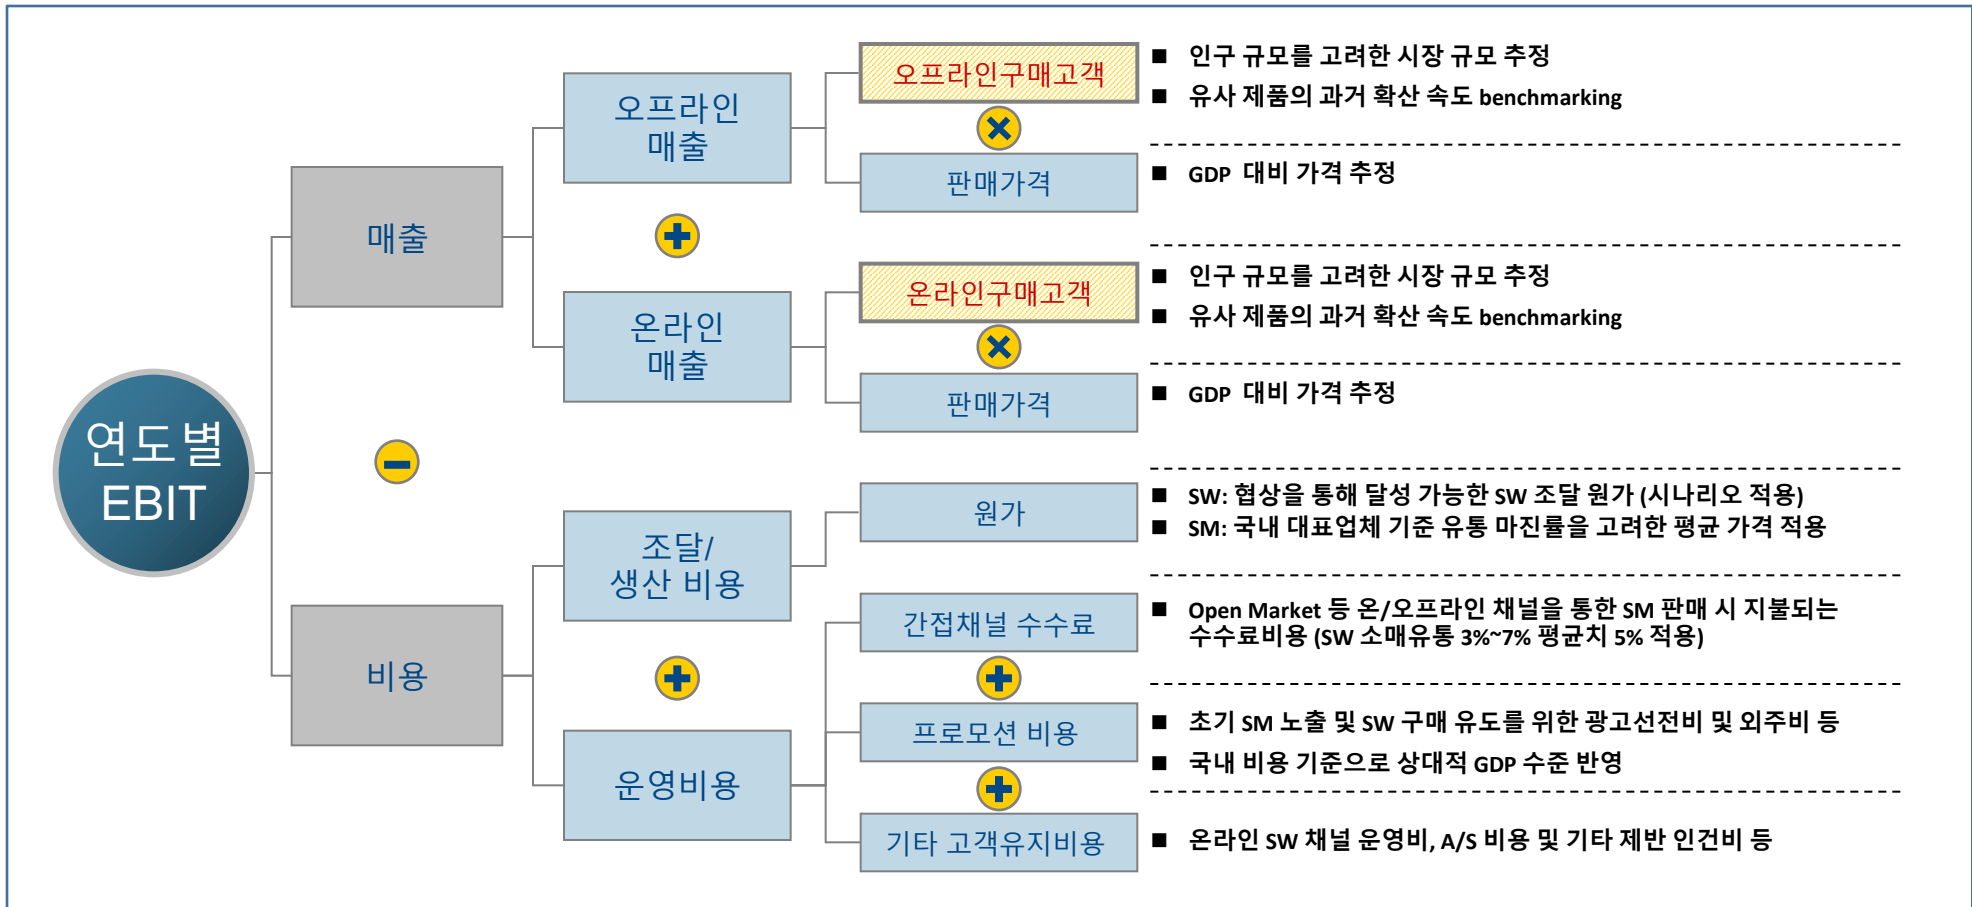 연도별
EBIT
매출
비용
오프라인
매출
온라인
매출
조달/
생산 비용
운영비용
오프라인구매고객
■ 인구 규모를 고려한 시장 규모 추정
■ 유사 제품의 과거 확산 속도 benchmarking
판매가격
■ GDP 대비 가격 추정
온라인구매고객
■ 인구 규모를 고려한 시장 규모 추정
■ 유사 제품의 과거 확산 속도 benchmarking
판매가격
■ GDP 대비 가격 추정
원가
■ SW: 협상을 통해 달성 가능한 SW 조달 원가 (시나리오 적용)
■ SM: 국내 대표업체 기준 유통 마진률을 고려한 평균 가격 적용
간접채널 수수료
■ Open Market 등 온/오프라인 채널을 통한 SM 판매 시 지불되는
수수료비용 (SW 소매유통 3%~7% 평균치 5% 적용)
프로모션 비용
■ 초기 SM 노출 및 SW 구매 유도를 위한 광고선전비 및 외주비 등
■ 국내 비용 기준으로 상대적 GDP 수준 반영
기타 고객유지비용
■ 온라인 SW 채널 운영비, A/S 비용 및 기타 제반 인건비 등